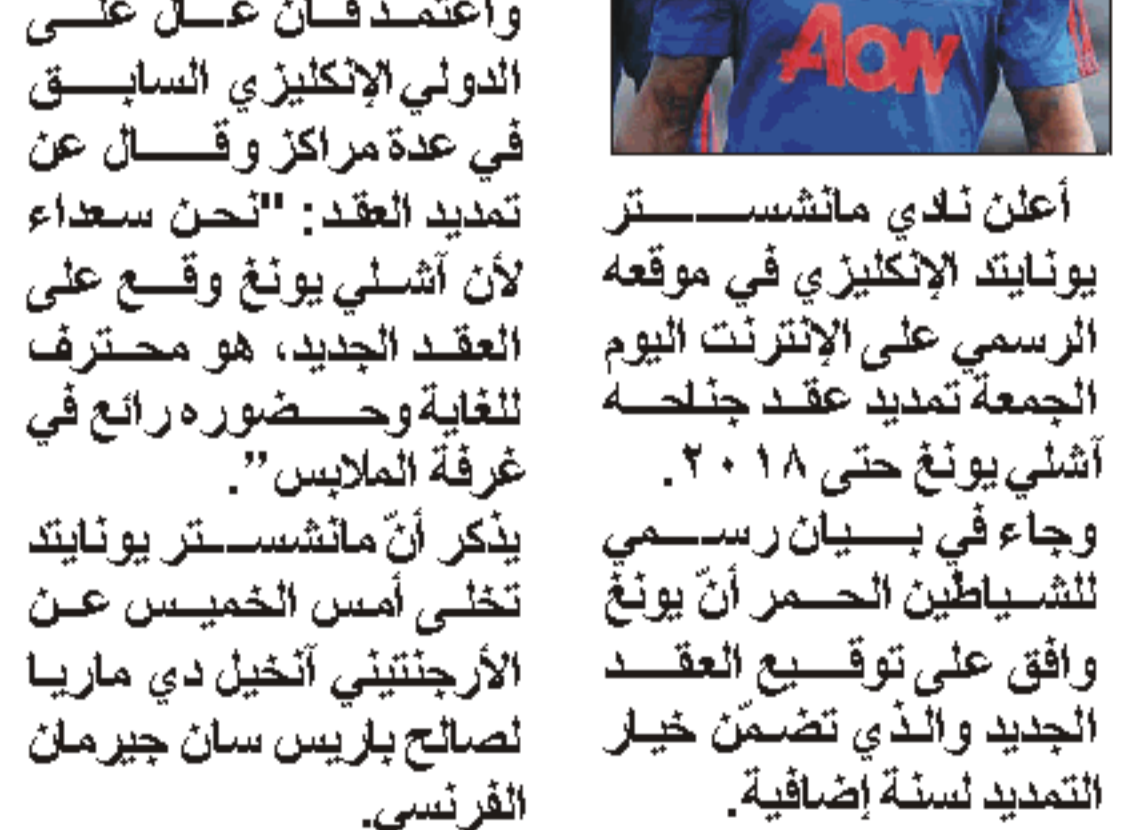 AON
أعلن نادي مانشستر
يونايتد الإنكليزي في موقعه
الرسمي على الإنترنت اليوم
الجمعة تمديد عقد جناحه
آشلي يونغ حتى ٢٠١٨.
وجاء في بيان رسمي
للشياطين الحمر أنّ يونغ
وافق على توقيع العقد
الجديد والذي تضمّن خيار
التمديد لسنة إضافية.
واعتمد فان غال على
الدولي الإنكليزي السابق
في عدة مراكز وقال عن
تمديد العقد: "نحن سعداء
لأن آشلي يونغ وقع على
العقد الجديد، هو محترف
للغاية وحضوره رائع في
غرفة الملابس”.
يذكر أنّ مانشستر يونايتد
تخلى أمس الخميس عن
الأرجنتيني آنخيل دي ماريا
لصالح باريس سان جيرمان
الفرنسي.